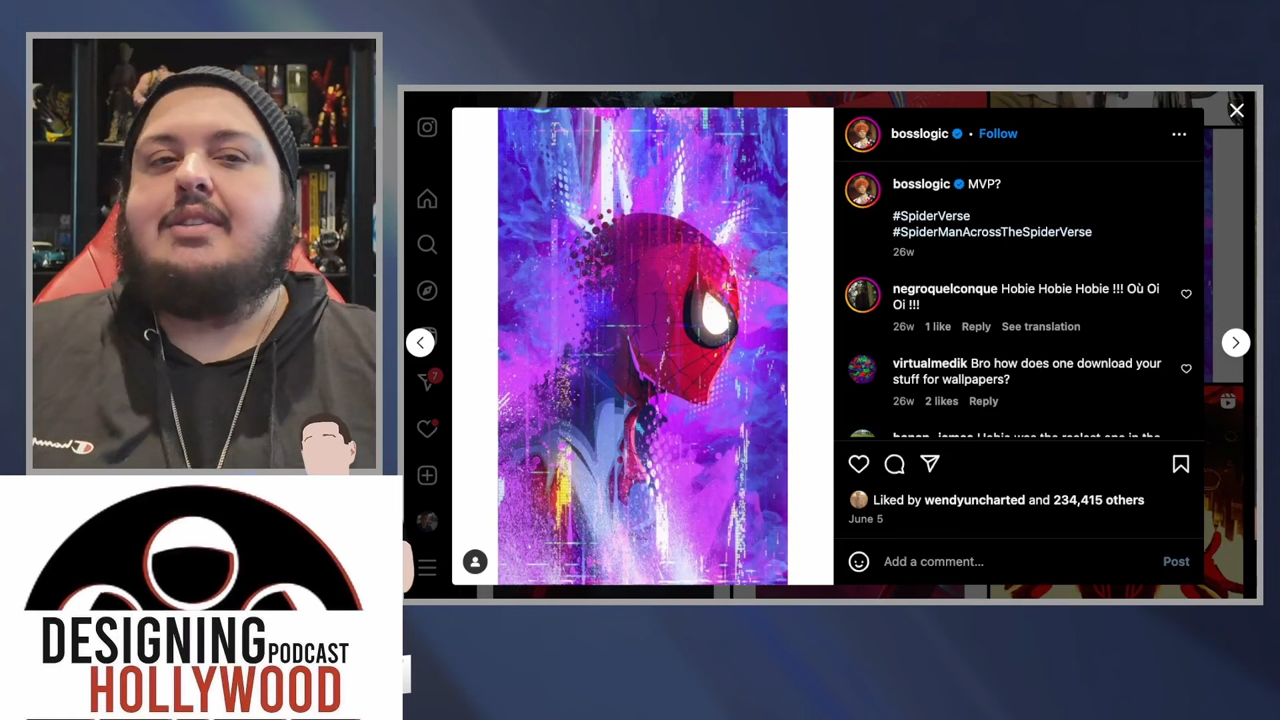 bosslogic • Follow
bosslogic MVP?
#SpiderVerse
#SpiderManAcrossTheSpiderVerse
26w
negroquelconque Hobie Hobie Hobie !!! Où Oi
Oi !!!
26w 1 like Reply See translation
virtualmedik Bro how does one download your
stuff for wallpapers?
26w 2 likes Reply
7
Liked by wendyuncharted and 234,415 others
June 5
Add a comment...
Post
DESIGNING PODCAST
HOLLYWOOD